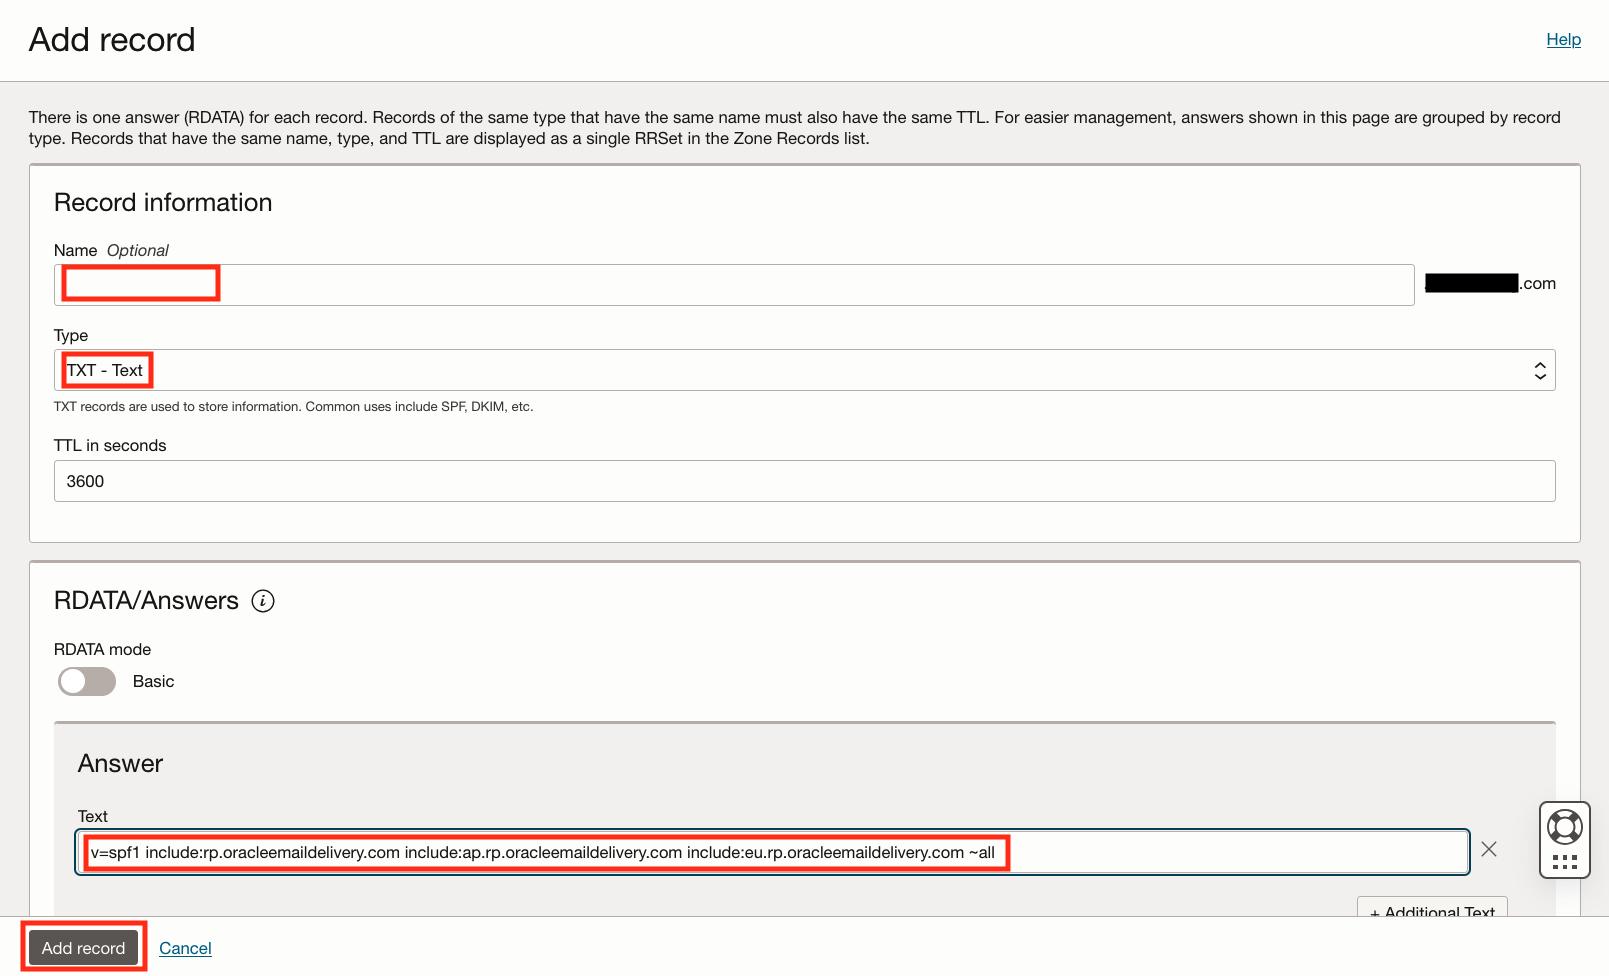 Add record
Help
There is one answer (RDATA) for each record. Records of the same type that have the same name must also have the same TTL. For easier management, answers shown in this page are grouped by record
type. Records that have the same name, type, and TTL are displayed as a single RRSet in the Zone Records list.
Record information
Name Optional
.com
Type
TXT - Text
TXT records are used to store information. Common uses include SPF, DKIM, etc.
TTL in seconds
3600
RDATA/Answers
RDATA mode
Basic
Answer
Text
v=spf1 include:rp.oracleemaildelivery.com include:ap.rp.oracleemaildelivery.com include:eu.rp.oracleemaildelivery.com ~all
+ Additional Text
Add record
Cancel